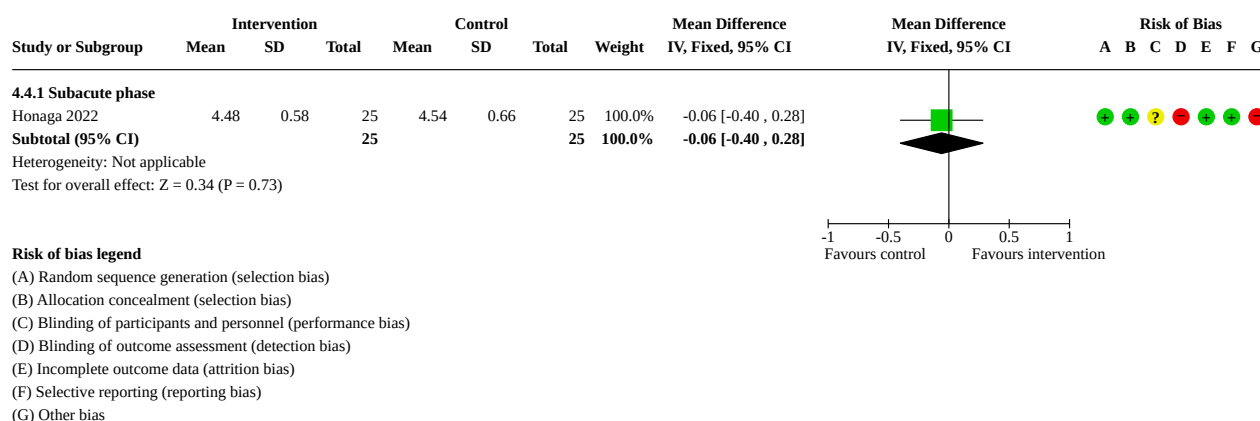 Intervention Control Mean Difference Mean Difference Risk of Bias
Study or Subgroup Mean SD Total Mean SD Total Weight IV, Fixed, 95% CI IV, Fixed, 95% CI A B C D E F G
4.4.1 Subacute phase
Honaga 2022 4.48 0.58 25 4.54 0.66 25 100.0% -0.06 [-0.40 , 0.28] + + ? − + + −
Subtotal (95% CI) 25 25 100.0% -0.06 [-0.40 , 0.28]
Heterogeneity: Not applicable
Test for overall effect: Z = 0.34 (P = 0.73)
-1 -0.5 0 0.5 1
Favours control Favours intervention
Risk of bias legend
(A) Random sequence generation (selection bias)
(B) Allocation concealment (selection bias)
(C) Blinding of participants and personnel (performance bias)
(D) Blinding of outcome assessment (detection bias)
(E) Incomplete outcome data (attrition bias)
(F) Selective reporting (reporting bias)
(G) Other bias